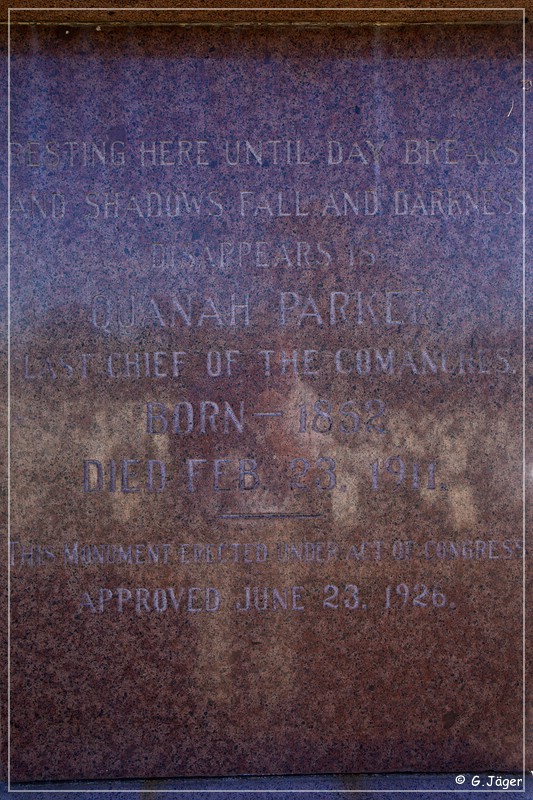 RESTING HERE UNTIL DAY BREAKS
AND SHADOWS FALL AND DARKNESS
DISAPPEARS IS
QUANAH PARKER
LAST CHIEF OF THE COMANCHES.
BORN — 1852
DIED FEB. 23, 1911.
THIS MONUMENT ERECTED UNDER ACT OF CONGRESS
APPROVED JUNE 23, 1926.
© G.Jäger